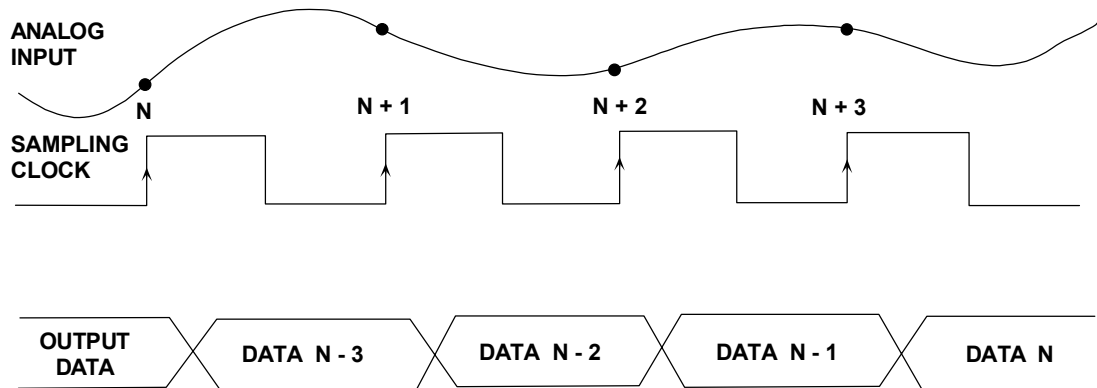 ANALOG
INPUT
N
N + 1
N + 2
N + 3
SAMPLING
CLOCK
OUTPUT
DATA
DATA N - 3
DATA N - 2
DATA N - 1
DATA N